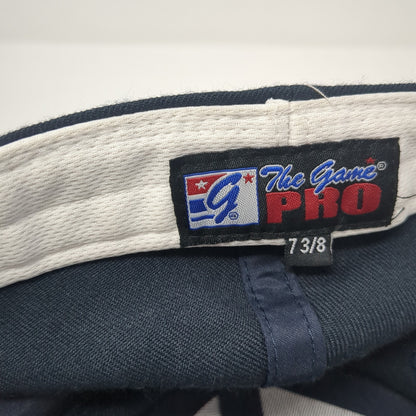 G
The Game®
PRO
7 3/8